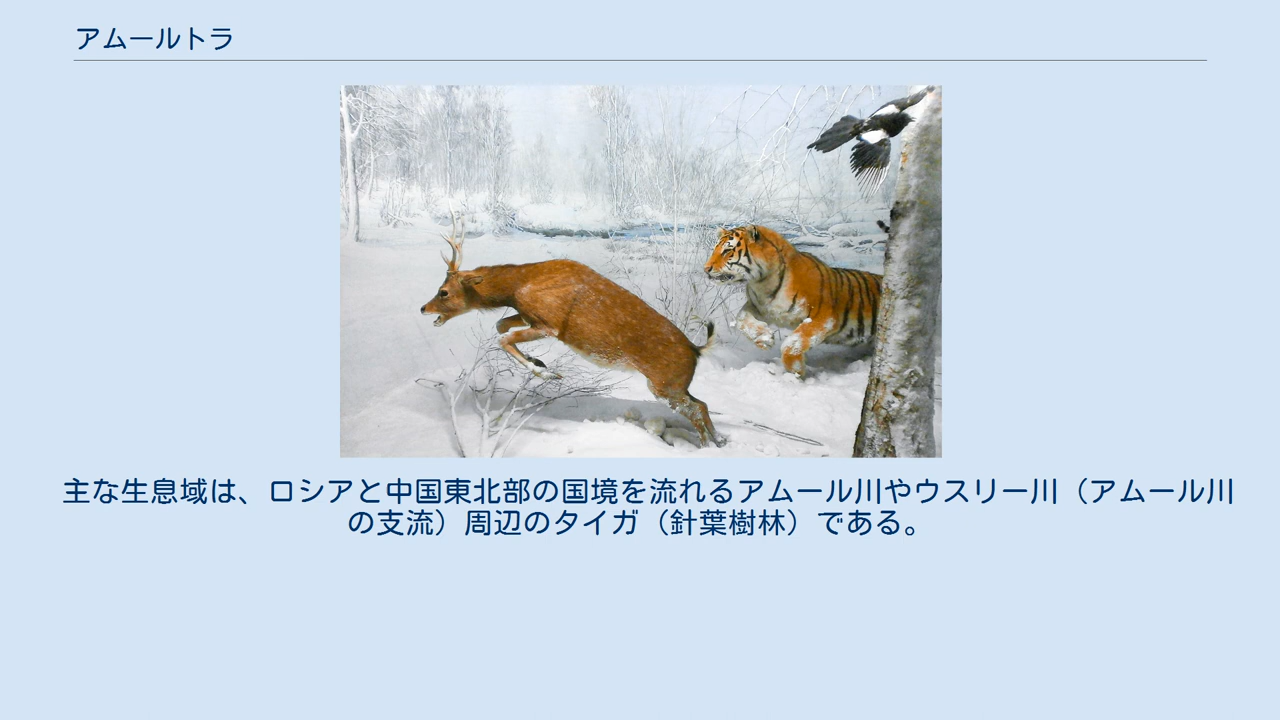 アムールトラ
主な生息域は、ロシアと中国東北部の国境を流れるアムール川やウスリー川（アムール川
の支流）周辺のタイガ（針葉樹林）である。